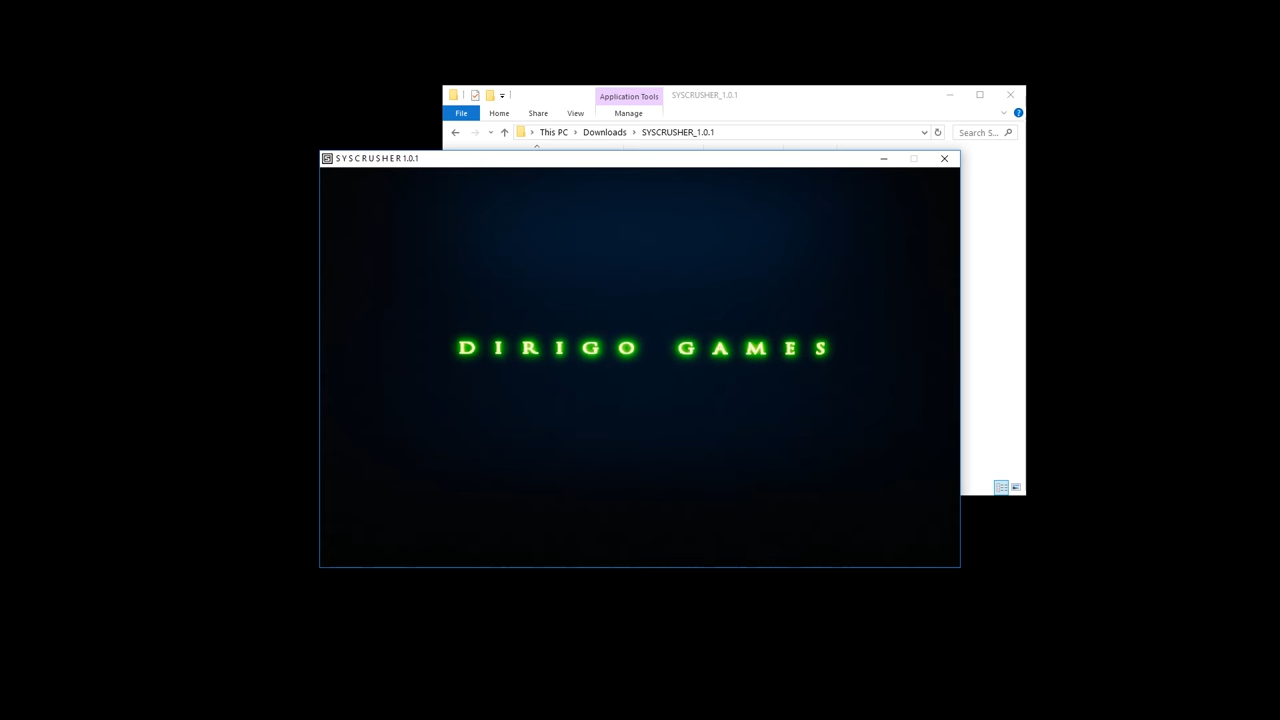 Application Tools
SYSCRUSHER_1.0.1
File Home Share View Manage
This PC Downloads SYSCRUSHER_1.0.1
Search S...
SYSCRUSHER 1.0.1
DIRIGO GAMES